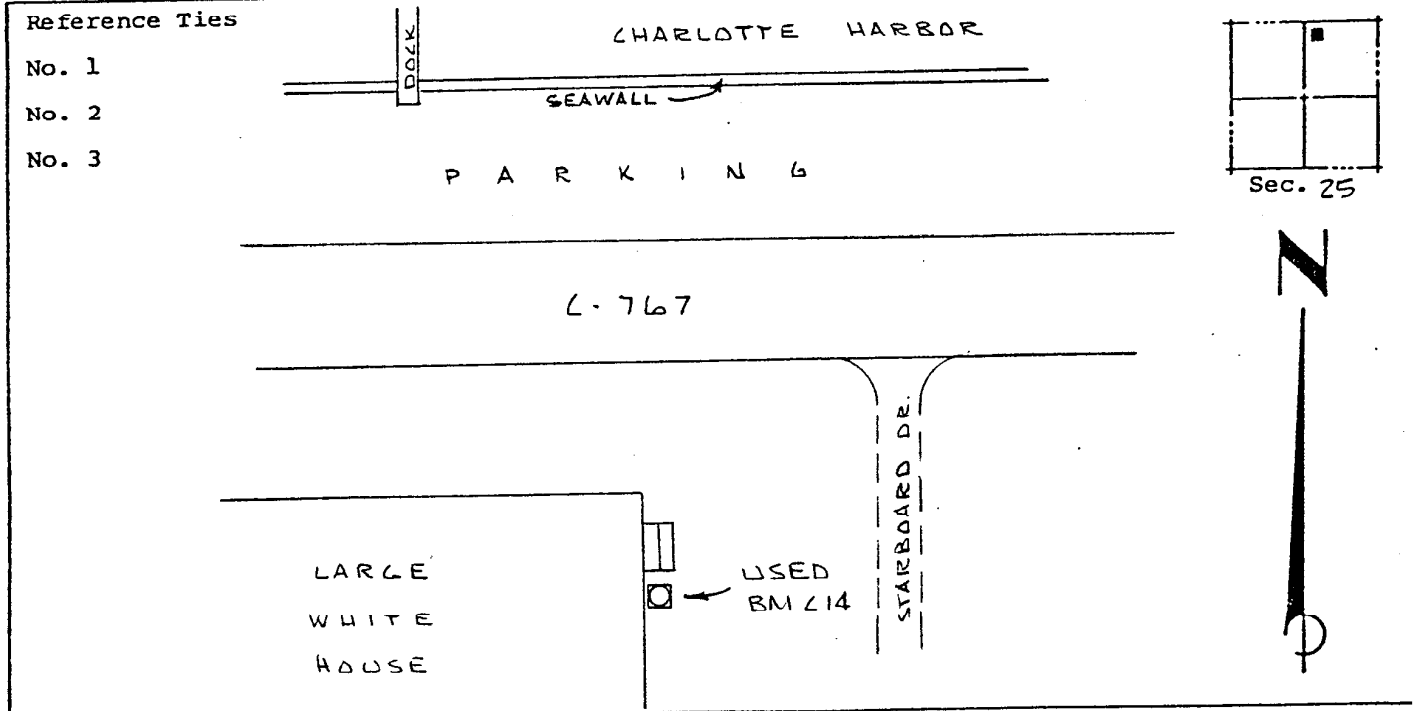 Reference Ties
No. 1
No. 2
No. 3
DOCK
CHARLOTTE HARBOR
SEAWALL
PARKING
Sec. 25
N
C-767
STARBOARD DR.
LARGE
WHITE
HOUSE
USED
BM C14